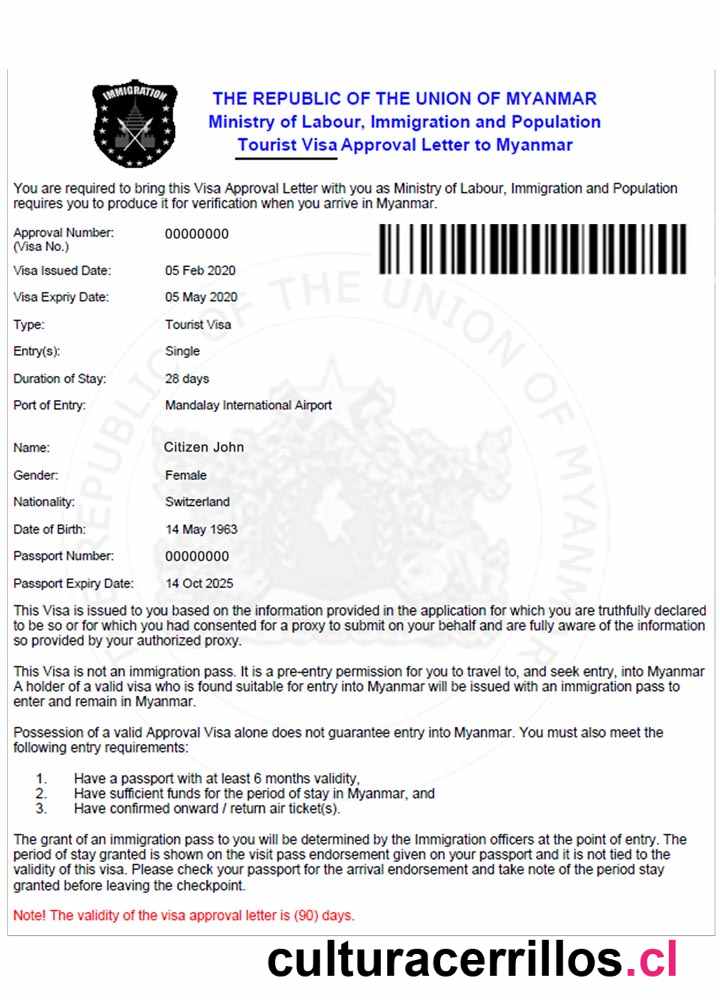 IMMIGRATION
THE REPUBLIC OF THE UNION OF MYANMAR
Ministry of Labour, Immigration and Population
Tourist Visa Approval Letter to Myanmar
You are required to bring this Visa Approval Letter with you as Ministry of Labour, Immigration and Population
requires you to produce it for verification when you arrive in Myanmar.
Approval Number: 00000000
(Visa No.)
Visa Issued Date: 05 Feb 2020
Visa Expriy Date: 05 May 2020
Type: Tourist Visa
Entry(s): Single
Duration of Stay: 28 days
Port of Entry: Mandalay International Airport
Name: Citizen John
Gender: Female
Nationality: Switzerland
Date of Birth: 14 May 1963
Passport Number: 00000000
Passport Expiry Date: 14 Oct 2025
THE REPUBLIC OF THE UNION OF MYANMAR
This Visa is issued to you based on the information provided in the application for which you are truthfully declared
to be so or for which you had consented for a proxy to submit on your behalf and are fully aware of the information
so provided by your authorized proxy.
This Visa is not an immigration pass. It is a pre-entry permission for you to travel to, and seek entry, into Myanmar
A holder of a valid visa who is found suitable for entry into Myanmar will be issued with an immigration pass to
enter and remain in Myanmar.
Possession of a valid Approval Visa alone does not guarantee entry into Myanmar. You must also meet the
following entry requirements:
1. Have a passport with at least 6 months validity,
2. Have sufficient funds for the period of stay in Myanmar, and
3. Have confirmed onward / return air ticket(s).
The grant of an immigration pass to you will be determined by the Immigration officers at the point of entry. The
period of stay granted is shown on the visit pass endorsement given on your passport and it is not tied to the
validity of this visa. Please check your passport for the arrival endorsement and take note of the period stay
granted before leaving the checkpoint.
Note! The validity of the visa approval letter is (90) days.
culturacerrillos.cl